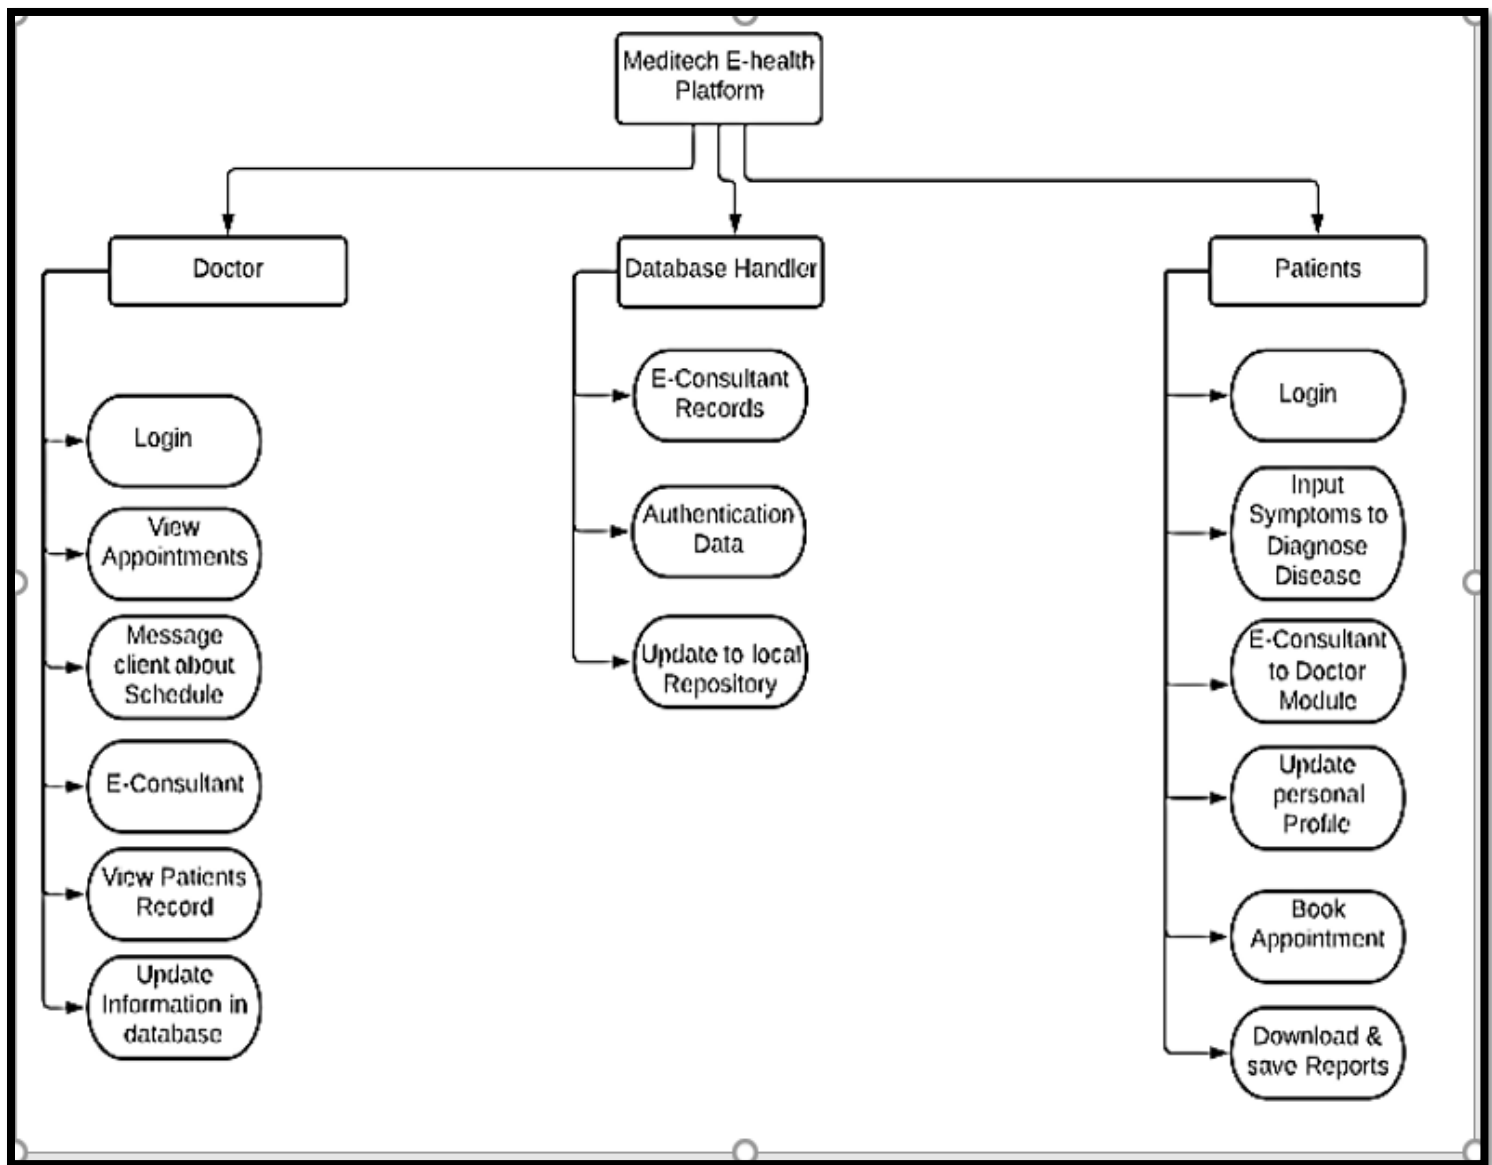 Meditech E-health
Platform
Doctor
Database Handler
Patients
Login
View
Appointments
Message
client about
Schedule
E-Consultant
View Patients
Record
Update
Information in
database
E-Consultant
Records
Authentication
Data
Update to local
Repository
Login
Input
Symptoms to
Diagnose
Disease
E-Consultant
to Doctor
Module
Update
personal
Profile
Book
Appointment
Download &
save Reports